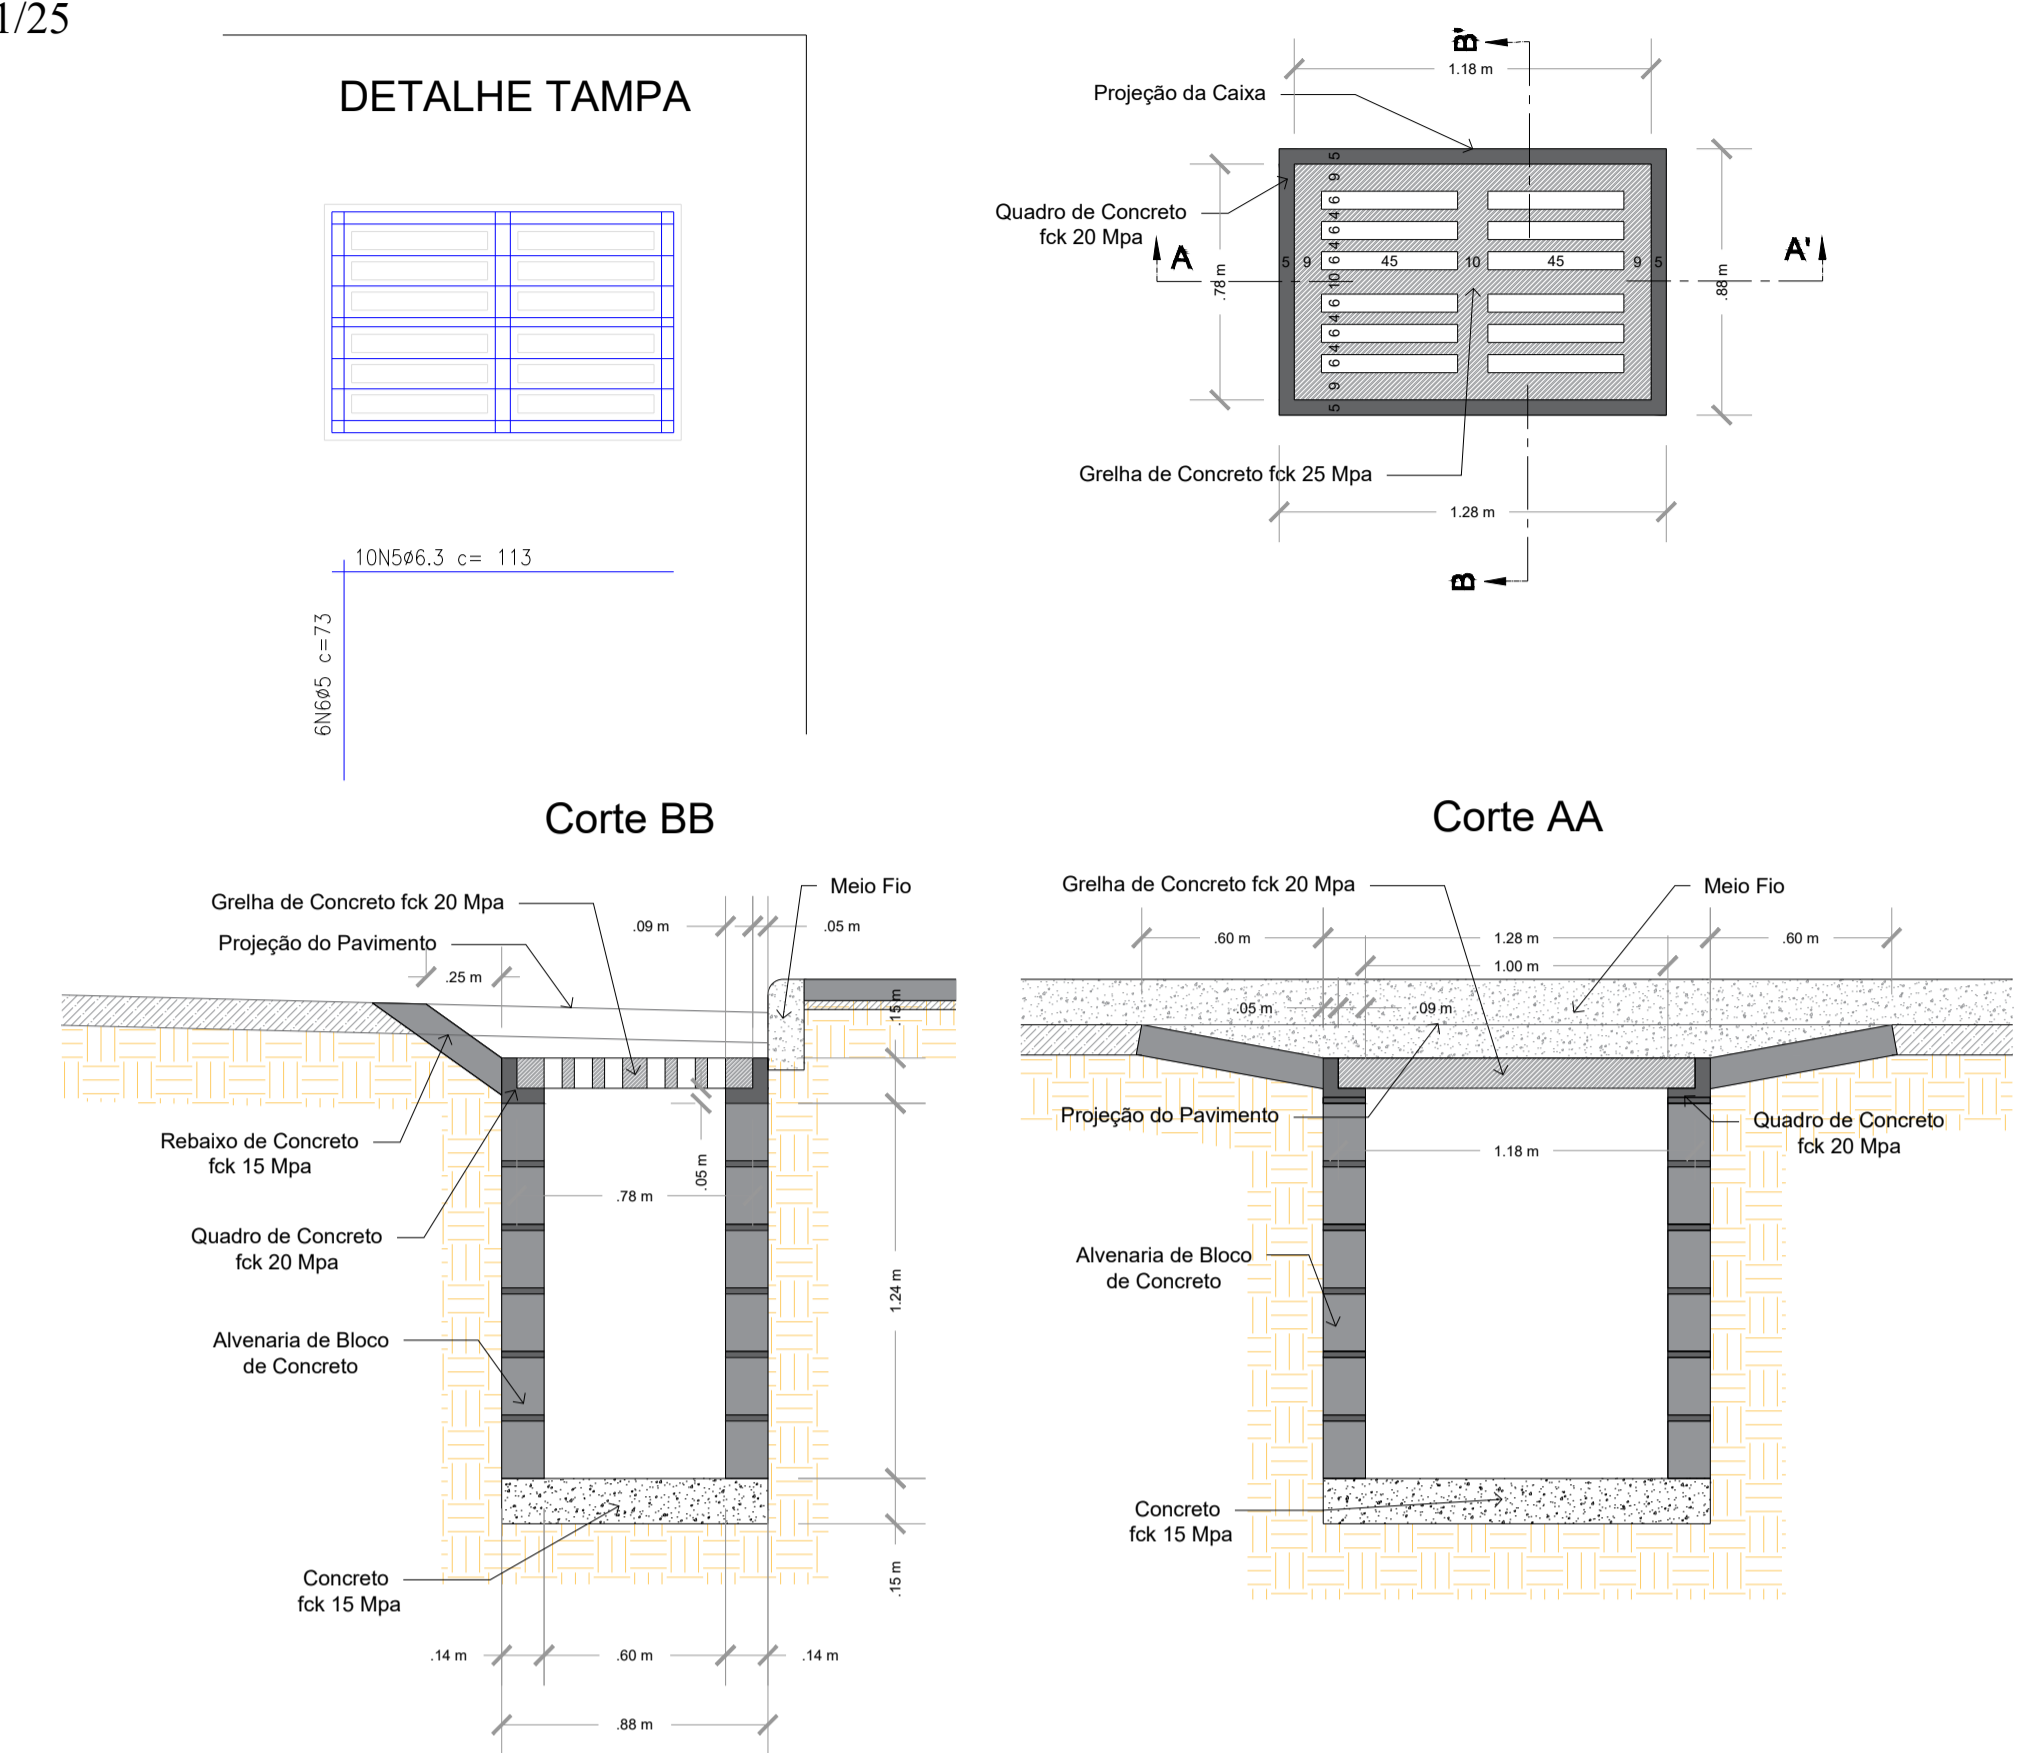 1/25
DETALHE TAMPA
10N5ø6.3 c= 113
6N6ø5 c=73
B'
1.18 m
Projeção da Caixa
Quadro de Concreto
fck 20 Mpa
A
A'
.78 m
.88 m
5
9
6
4
6
4
6
10
6
4
6
4
6
9
5
5 9 45 10 45 9 5
Grelha de Concreto fck 25 Mpa
1.28 m
B
Corte BB
Grelha de Concreto fck 20 Mpa
Projeção do Pavimento
.25 m
.09 m
.05 m
Meio Fio
.15 m
Rebaixo de Concreto
fck 15 Mpa
.05 m
.78 m
Quadro de Concreto
fck 20 Mpa
1.24 m
Alvenaria de Bloco
de Concreto
Concreto
fck 15 Mpa
.15 m
.14 m
.60 m
.14 m
.88 m
Corte AA
Grelha de Concreto fck 20 Mpa
Meio Fio
.60 m
1.28 m
.60 m
1.00 m
.05 m
.09 m
Projeção do Pavimento
Quadro de Concreto
fck 20 Mpa
1.18 m
Alvenaria de Bloco
de Concreto
Concreto
fck 15 Mpa